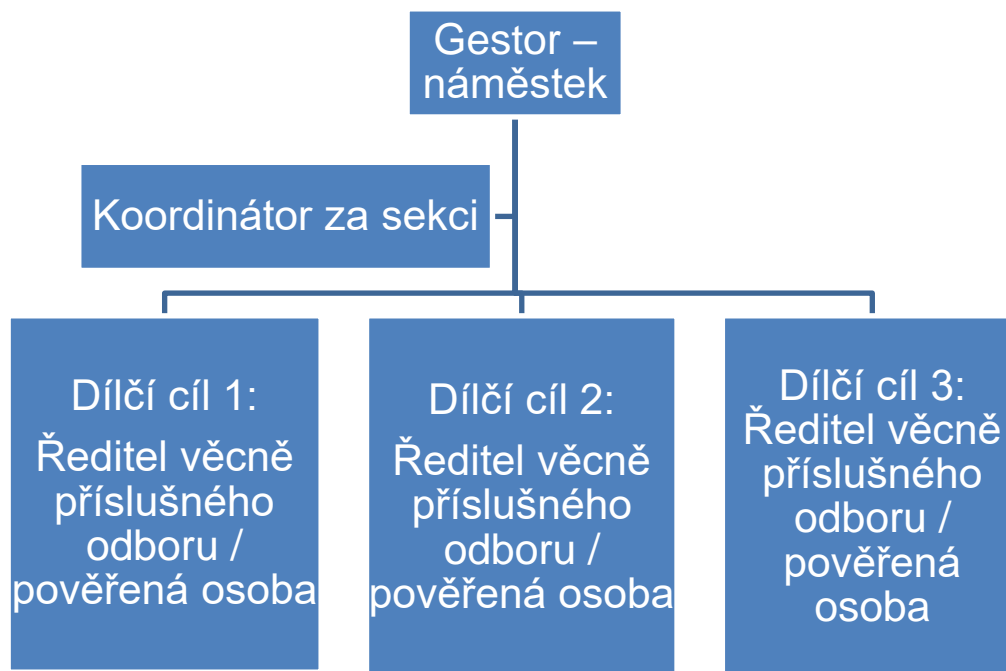 Gestor –
náměstek
Koordinátor za sekci
Dílčí cíl 1:
Ředitel věcně
příslušného
odboru /
pověřená osoba
Dílčí cíl 2:
Ředitel věcně
příslušného
odboru /
pověřená osoba
Dílčí cíl 3:
Ředitel věcně
příslušného
odboru /
pověřená
osoba